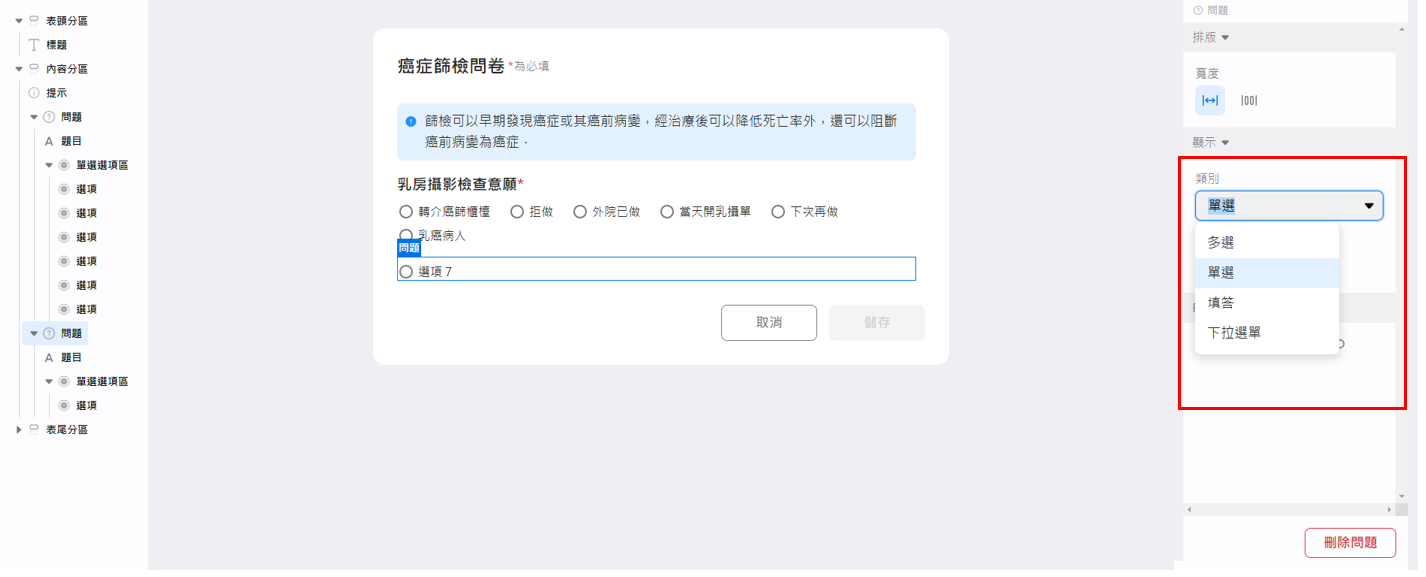 表頭分區
標題
內容分區
提示
問題
題目
單選選項區
選項
選項
選項
選項
選項
選項
問題
題目
單選選項區
選項
表尾分區
癌症篩檢問卷 *為必填
篩檢可以早期發現癌症或其癌前病變，經治療後可以降低死亡率外，還可以阻斷
癌前病變為癌症．
乳房攝影檢查意願*
轉介癌篩櫃檯 拒做 外院已做 當天開乳攝單 下次再做
乳癌病人
問題
選項 7
取消 儲存
問題
排版
寬度
顯示
類別
單選
多選
單選
填答
下拉選單
刪除問題